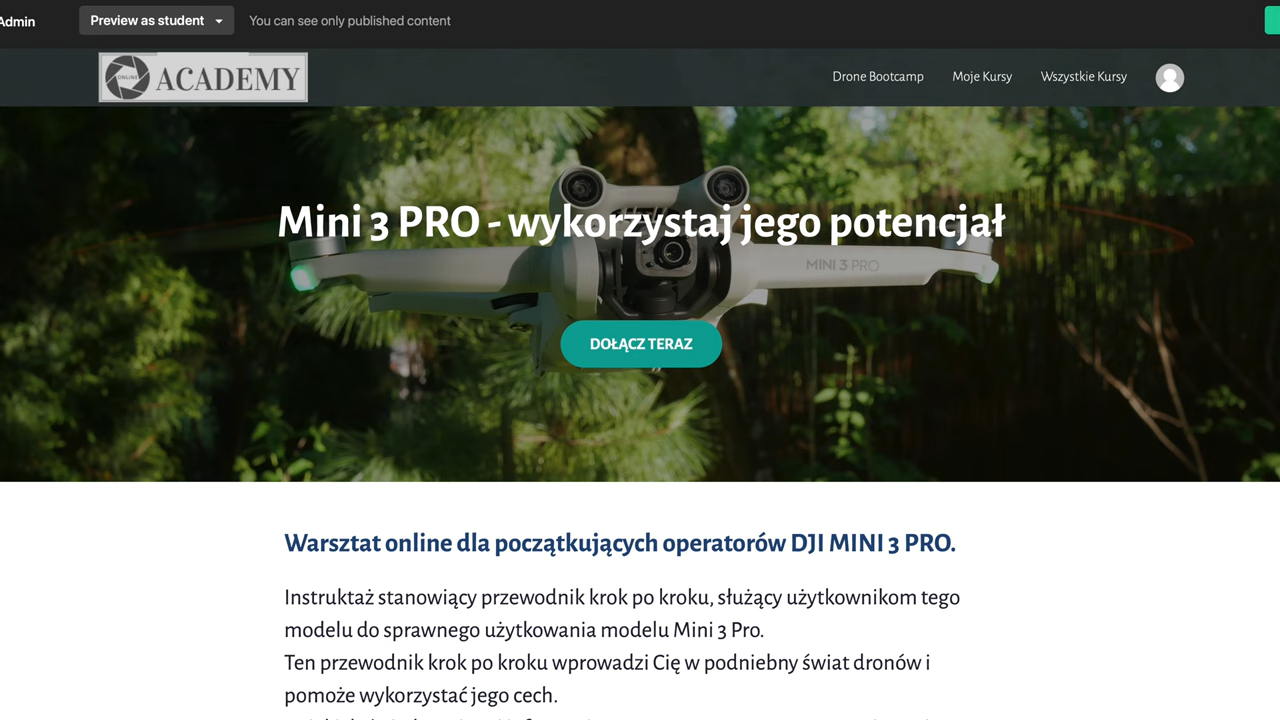 Admin
Preview as student
You can see only published content
ONLINE
ACADEMY
Drone Bootcamp
Moje Kursy
Wszystkie Kursy
Mini 3 PRO - wykorzystaj jego potencjał
MINI 3 PRO
DOŁĄCZ TERAZ
Warsztat online dla początkujących operatorów DJI MINI 3 PRO.
Instruktaż stanowiący przewodnik krok po kroku, służący użytkownikom tego
modelu do sprawnego użytkowania modelu Mini 3 Pro.
Ten przewodnik krok po kroku wprowadzi Cię w podniebny świat dronów i
pomoże wykorzystać jego cech.